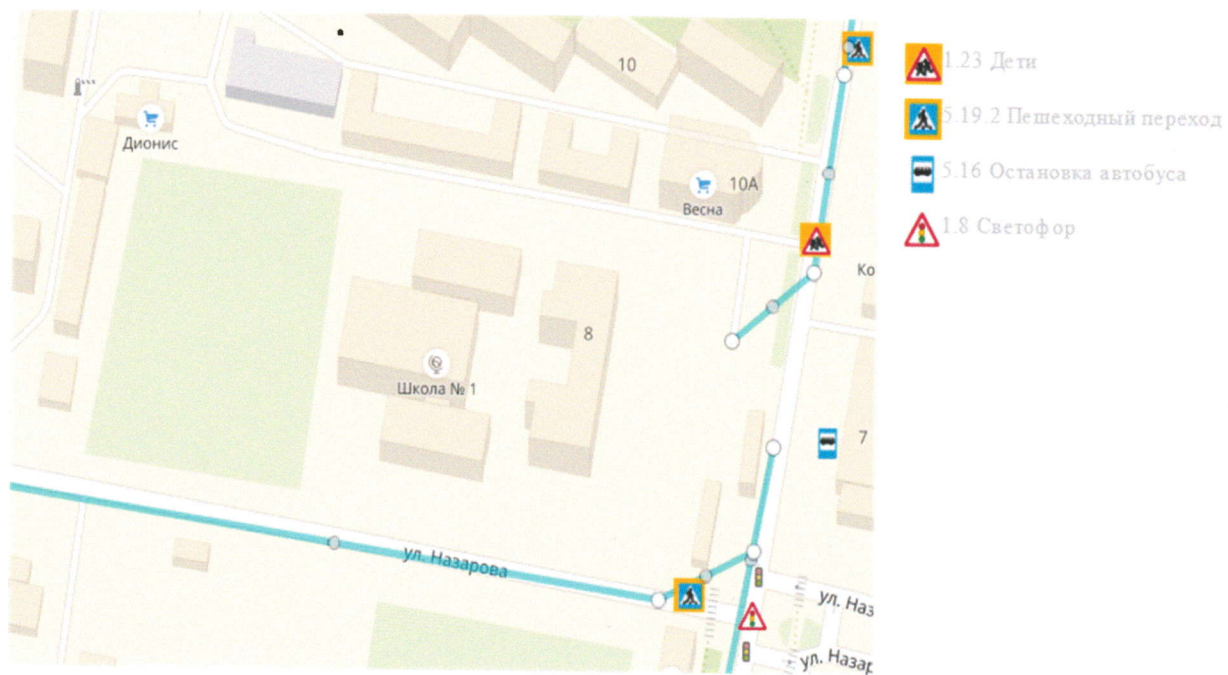 10
Дионис
10А
Весна
Ко
8
Школа № 1
7
ул. Назарова
ул. Наз
ул. Назар
1.23 Дети
5.19.2 Пешеходный переход
5.16 Остановка автобуса
1.8 Светофор